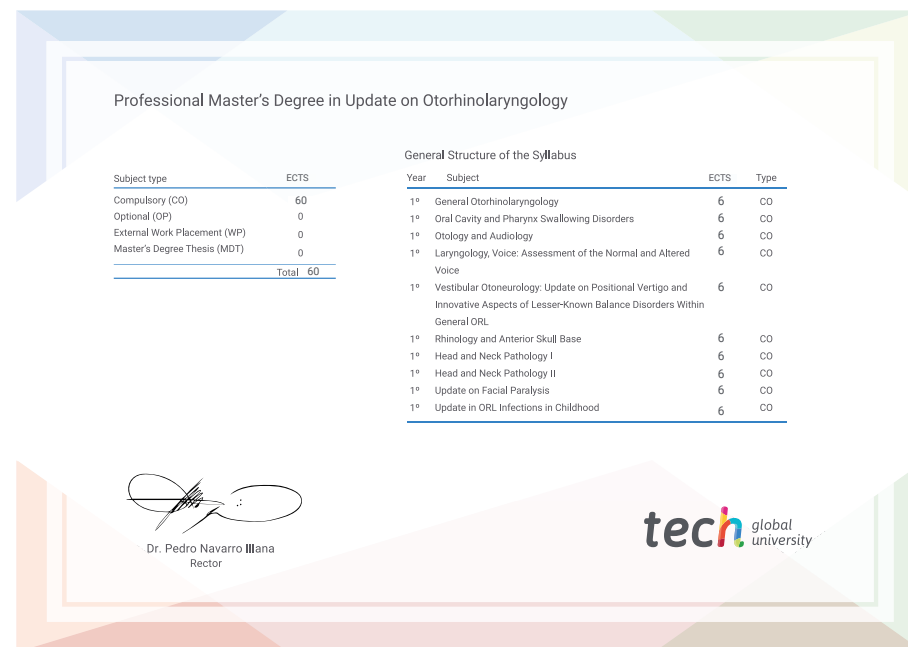 Professional Master's Degree in Update on Otorhinolaryngology
Subject type ECTS
Compulsory (CO) 60
Optional (OP) 0
External Work Placement (WP) 0
Master's Degree Thesis (MDT) 0
Total 60
General Structure of the Syllabus
Year Subject ECTS Type
1º General Otorhinolaryngology 6 CO
1º Oral Cavity and Pharynx Swallowing Disorders 6 CO
1º Otology and Audiology 6 CO
1º Laryngology, Voice: Assessment of the Normal and Altered 6 CO
Voice
1º Vestibular Otoneurology: Update on Positional Vertigo and 6 CO
Innovative Aspects of Lesser-Known Balance Disorders Within
General ORL
1º Rhinology and Anterior Skull Base 6 CO
1º Head and Neck Pathology I 6 CO
1º Head and Neck Pathology II 6 CO
1º Update on Facial Paralysis 6 CO
1º Update in ORL Infections in Childhood 6 CO
Dr. Pedro Navarro Illana
Rector
tech global
university